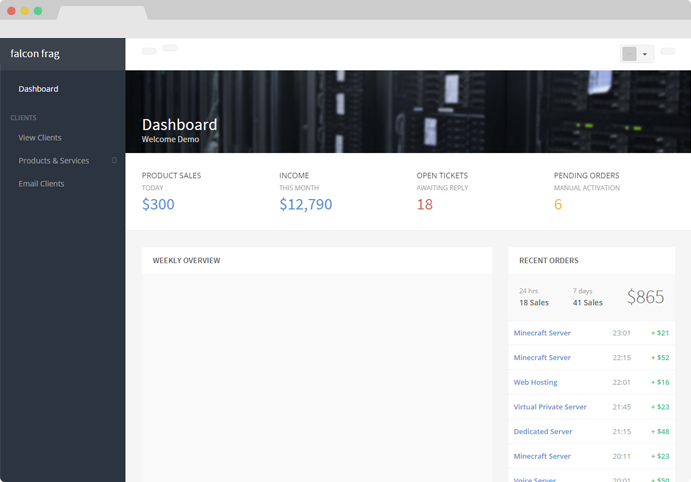 falcon frag
Dashboard
CLIENTS
View Clients
Products & Services
Email Clients
Dashboard
Welcome Demo
PRODUCT SALES
TODAY
$300
INCOME
THIS MONTH
$12,790
OPEN TICKETS
AWAITING REPLY
18
PENDING ORDERS
MANUAL ACTIVATION
6
WEEKLY OVERVIEW
RECENT ORDERS
24 hrs
18 Sales
7 days
41 Sales
$865
Minecraft Server 23:01 + $21
Minecraft Server 22:15 + $52
Web Hosting 22:01 + $16
Virtual Private Server 21:45 + $23
Dedicated Server 21:15 + $48
Minecraft Server 20:11 + $23
Voice Server 20:01 + $50